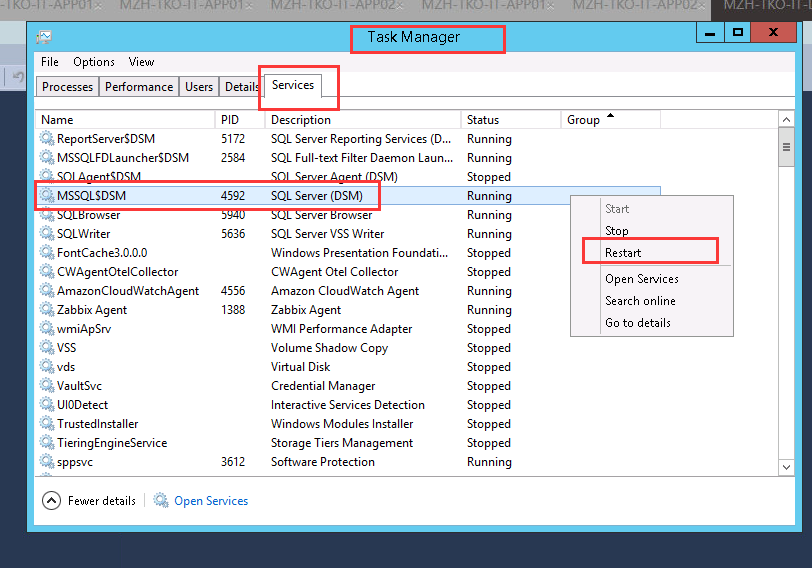 MZH-TKO-IT-APP01 MZH-TKO-IT-APP02 MZH-TKO-IT-APP01 MZH-TKO-IT-APP02 MZH-TKO-IT-L
Task Manager
File Options View
Processes Performance Users Details Services
Name PID Description Status Group
ReportServer$DSM 5172 SQL Server Reporting Services (D... Running
MSSQLFDLauncher$DSM 2584 SQL Full-text Filter Daemon Laun... Running
SQLAgent$DSM SQL Server Agent (DSM) Stopped
MSSQL$DSM 4592 SQL Server (DSM) Running
SQLBrowser 5940 SQL Server Browser Running
SQLWriter 5636 SQL Server VSS Writer Running
FontCache3.0.0.0 Windows Presentation Foundatio... Stopped
CWAgentOtelCollector CWAgent Otel Collector Stopped
AmazonCloudWatchAgent 4556 Amazon CloudWatch Agent Running
Zabbix Agent 1388 Zabbix Agent Running
wmiApSrv WMI Performance Adapter Stopped
VSS Volume Shadow Copy Stopped
vds Virtual Disk Stopped
VaultSvc Credential Manager Stopped
UI0Detect Interactive Services Detection Stopped
TrustedInstaller Windows Modules Installer Stopped
TieringEngineService Storage Tiers Management Stopped
sppsvc 3612 Software Protection Running
Start
Stop
Restart
Open Services
Search online
Go to details
Fewer details Open Services